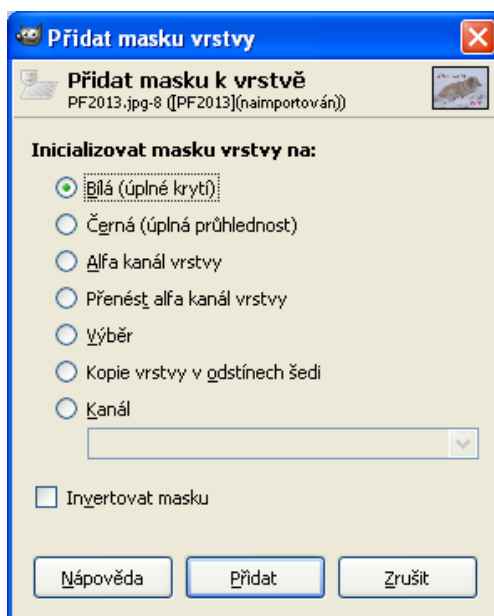 Přidat masku vrstvy
Přidat masku k vrstvě
PF2013.jpg-8 ([PF2013](naimportován))
Inicializovat masku vrstvy na:
Bílá (úplné krytí)
Černá (úplná průhlednost)
Alfa kanál vrstvy
Přenést alfa kanál vrstvy
Výběr
Kopie vrstvy v odstínech šedi
Kanál
Invertovat masku
Nápověda Přidat Zrušit